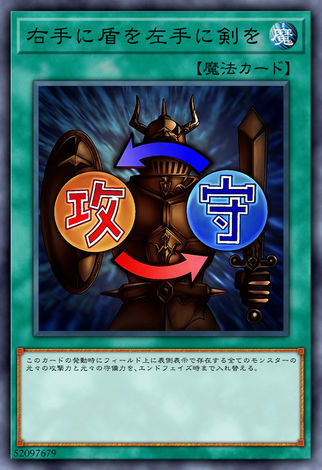 右手に盾を左手に剣を
魔
【魔法カード】
攻
守
このカードの発動時にフィールド上に表側表示で存在する全てのモンスターの
元々の攻撃力と元々の守備力を、エンドフェイズ時まで入れ替える。
52097679